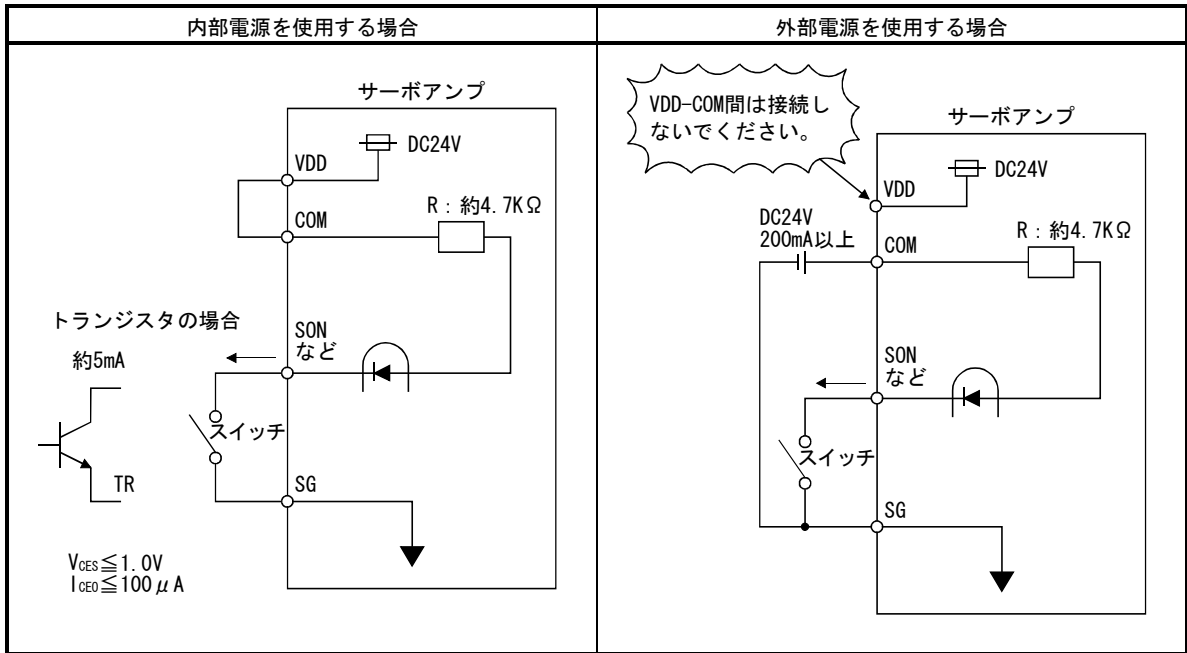 内部電源を使用する場合
サーボアンプ
DC24V
VDD
COM
R：約4.7KΩ
トランジスタの場合
約5mA
TR
SON
など
スイッチ
SG
VCES≦1.0V
ICEO≦100μA
外部電源を使用する場合
VDD-COM間は接続し
ないでください。
サーボアンプ
DC24V
VDD
DC24V
200mA以上
COM
R：約4.7KΩ
SON
など
スイッチ
SG